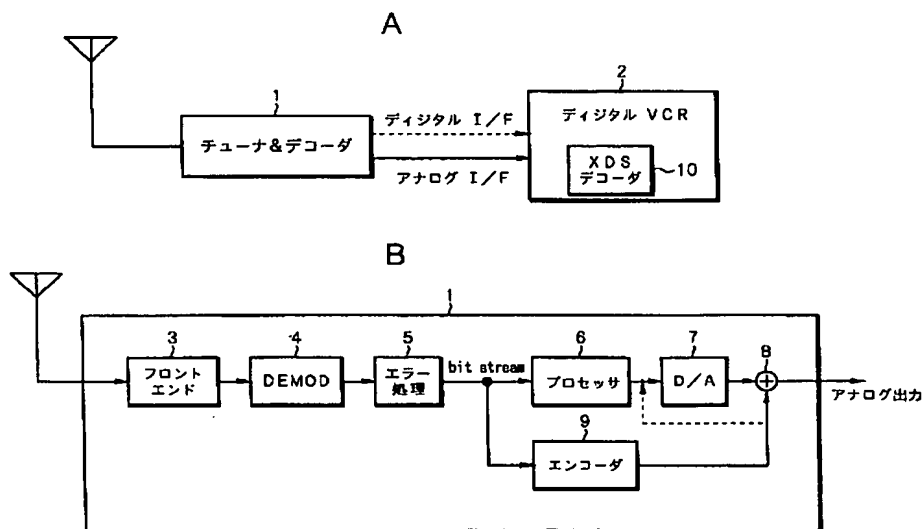 A
1
チューナ&デコーダ
ディジタル I/F
アナログ I/F
2
ディジタル VCR
XDS
デコーダ
10
B
1
3
フロント
エンド
4
DEMOD
5
エラー
処理
bit stream
6
プロセッサ
7
D/A
8
アナログ出力
9
エンコーダ